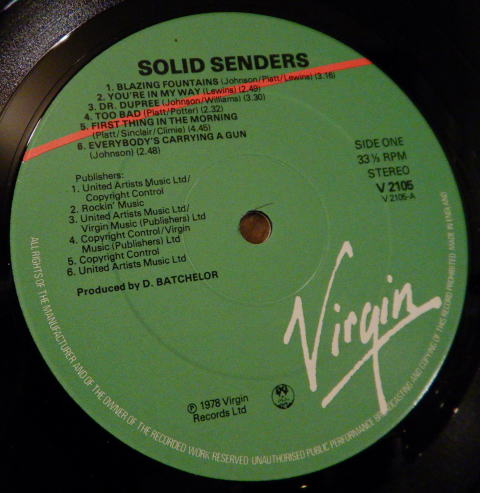 SOLID SENDERS
1. BLAZING FOUNTAINS (Johnson/Platt/Lewins) (3.16)
2. YOU'RE IN MY WAY (Lewins) (2.49)
3. DR. DUPREE (Johnson/Williams) (3.30)
4. TOO BAD (Platt/Potter) (2.32)
5. FIRST THING IN THE MORNING
(Platt/Sinclair/Climie) (4.45)
6. EVERYBODY'S CARRYING A GUN
(Johnson) (2.48)
SIDE ONE
33⅓ RPM
STEREO
V 2105
V 2105-A
Publishers:
1. United Artists Music Ltd/
Copyright Control
2. Rockin' Music
3. United Artists Music Ltd/
Virgin Music (Publishers) Ltd
4. Copyright Control/Virgin
Music (Publishers) Ltd
5. Copyright Control
6. United Artists Music Ltd
Produced by D. BATCHELOR
Virgin
℗ 1978 Virgin
Records Ltd
ALL RIGHTS OF THE MANUFACTURER AND OF THE OWNER OF THE RECORDED WORK RESERVED · UNAUTHORISED PUBLIC PERFORMANCE BROADCASTING AND COPYING OF THIS RECORD PROHIBITED MADE IN ENGLAND